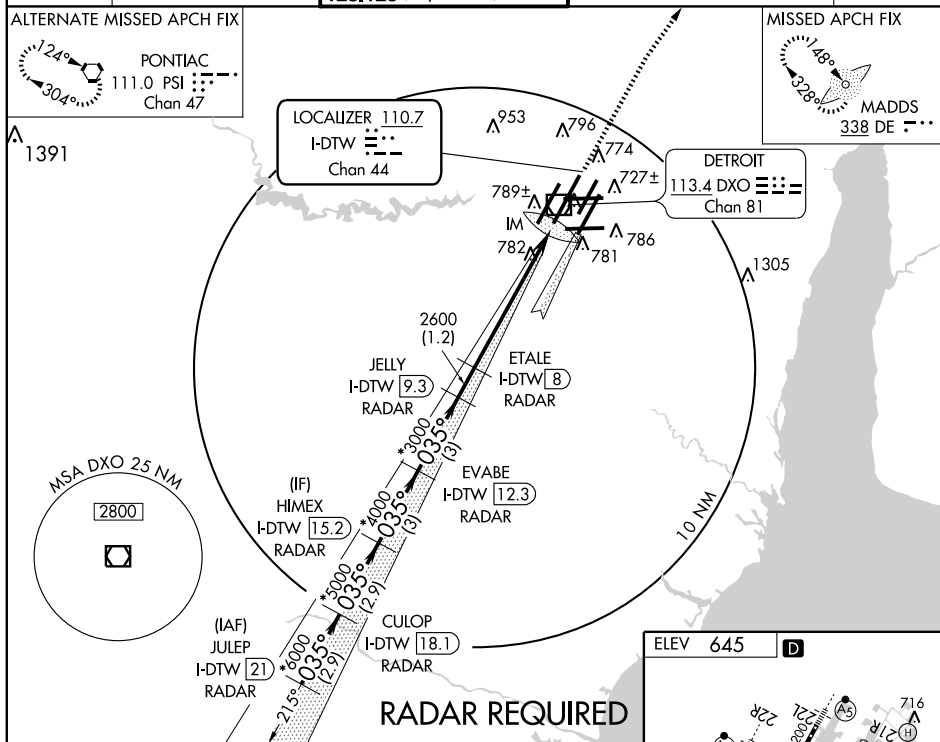 ALTERNATE MISSED APCH FIX
124°
304°
PONTIAC
111.0 PSI
Chan 47
1391
LOCALIZER 110.7
I-DTW
Chan 44
953
796
774
727±
789±
IM
782
781
786
1305
MISSED APCH FIX
148°
328°
MADDS
338 DE
DETROIT
113.4 DXO
Chan 81
2600
(1.2)
JELLY
I-DTW 9.3
RADAR
ETALE
I-DTW 8
RADAR
*3000
035°
(3)
EVABE
I-DTW 12.3
RADAR
(IF)
HIMEX
I-DTW 15.2
RADAR
*4000
035°
(3)
*5000
035°
(2.9)
CULOP
I-DTW 18.1
RADAR
(IAF)
JULEP
I-DTW 21
RADAR
*6000
035°
(2.9)
215°
10 NM
MSA DXO 25 NM
2800
RADAR REQUIRED
ELEV 645
D
22R
22L
200
A5
716
21R
H